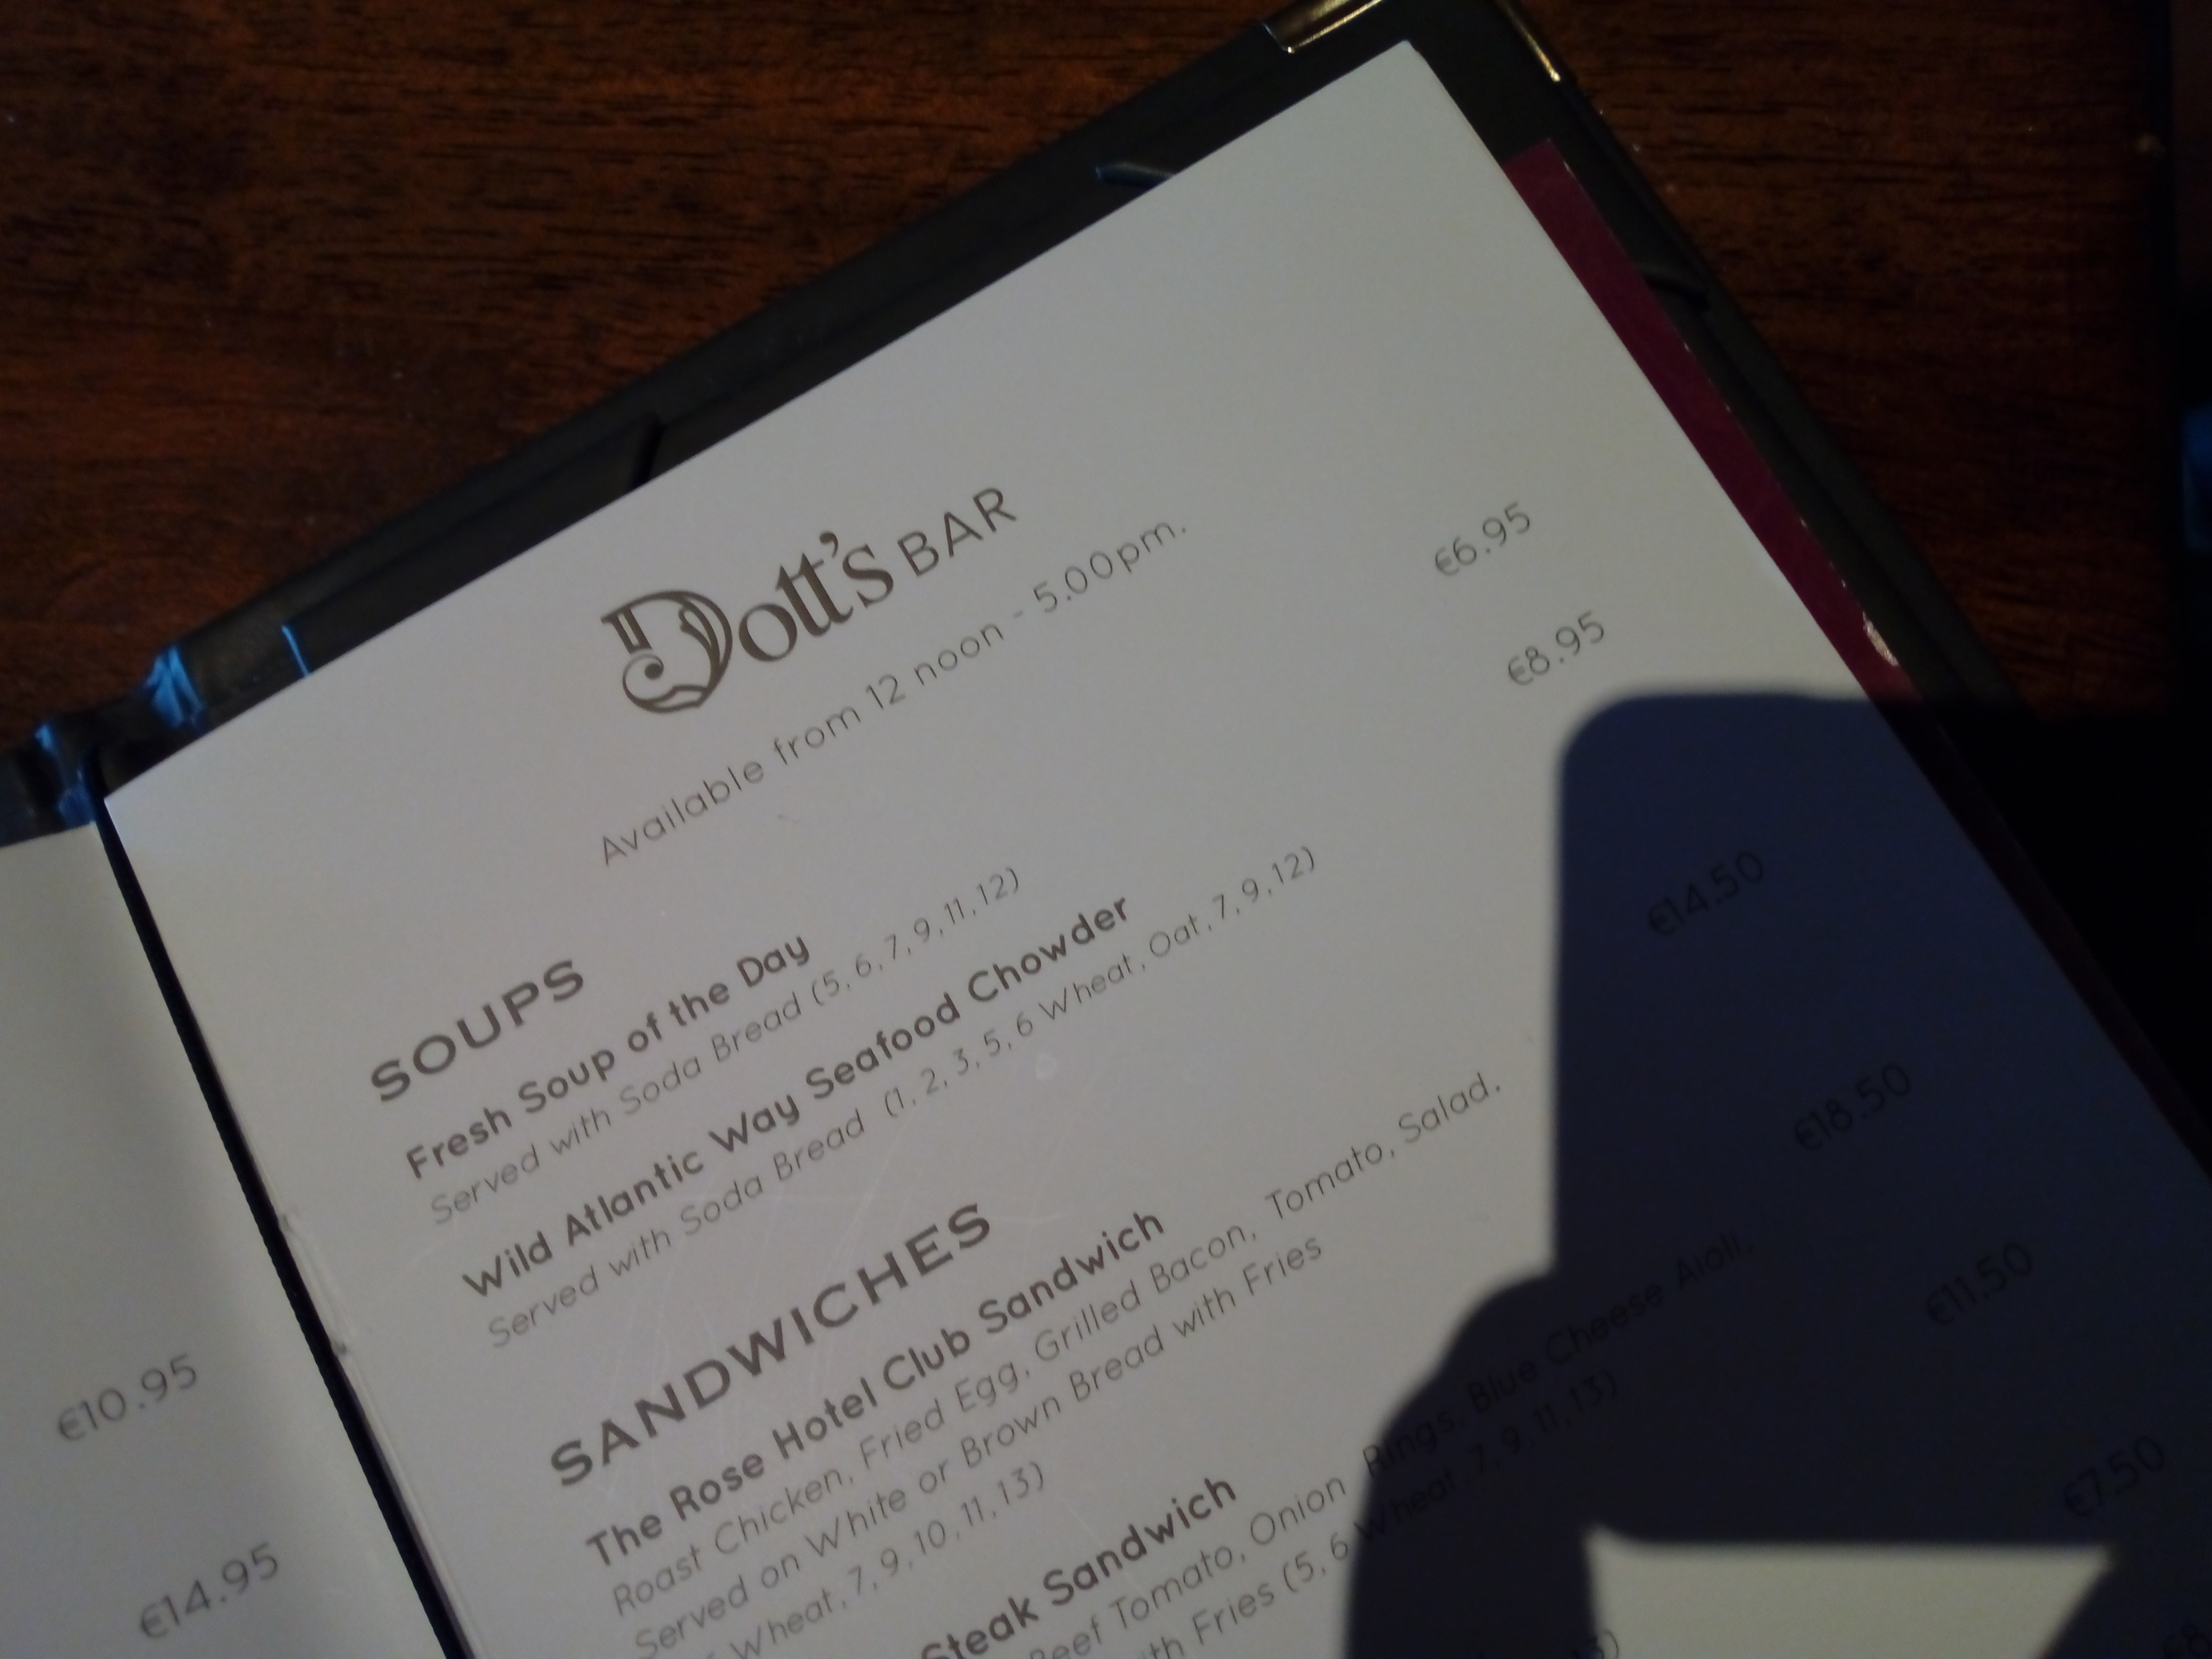 Dott's BAR
Available from 12 noon - 5.00pm.
SOUPS
Fresh Soup of the Day €6.95
Served with Soda Bread (5, 6, 7, 9, 11, 12)
Wild Atlantic Way Seafood Chowder €8.95
Served with Soda Bread (1, 2, 3, 5, 6 Wheat, Oat, 7, 9, 12)
SANDWICHES
The Rose Hotel Club Sandwich €14.50
Roast Chicken, Fried Egg, Grilled Bacon, Tomato, Salad.
Served on White or Brown Bread with Fries
Wheat, 7, 9, 10, 11, 13)
Steak Sandwich €18.50
Beef Tomato, Onion Rings, Blue Cheese Aioli,
Fries (5, 6 Wheat, 7, 9, 11, 13)
€11.50
€7.50
€10.95
€14.95